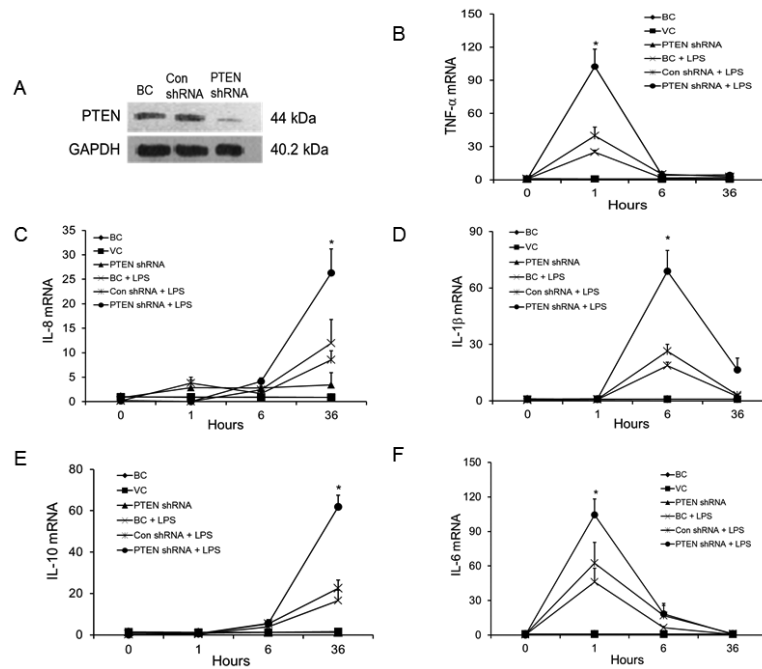 A
BC
Con
shRNA
PTEN
shRNA
PTEN
44 kDa
GAPDH
40.2 kDa
B
TNF-α mRNA
150
120
90
60
30
0
BC
VC
PTEN shRNA
BC + LPS
Con shRNA + LPS
PTEN shRNA + LPS
*
0 1 6 36
Hours
C
IL-8 mRNA
35
30
25
20
15
10
5
0
BC
VC
PTEN shRNA
BC + LPS
Con shRNA + LPS
PTEN shRNA + LPS
*
0 1 6 36
Hours
D
IL-1β mRNA
90
60
30
0
BC
VC
PTEN shRNA
BC + LPS
Con shRNA + LPS
PTEN shRNA + LPS
*
0 1 6 36
Hours
E
IL-10 mRNA
80
60
40
20
0
BC
VC
PTEN shRNA
BC + LPS
Con shRNA + LPS
PTEN shRNA + LPS
*
0 1 6 36
Hours
F
IL-6 mRNA
150
120
90
60
30
0
BC
VC
PTEN shRNA
BC + LPS
Con shRNA + LPS
PTEN shRNA + LPS
*
0 1 6 36
Hours